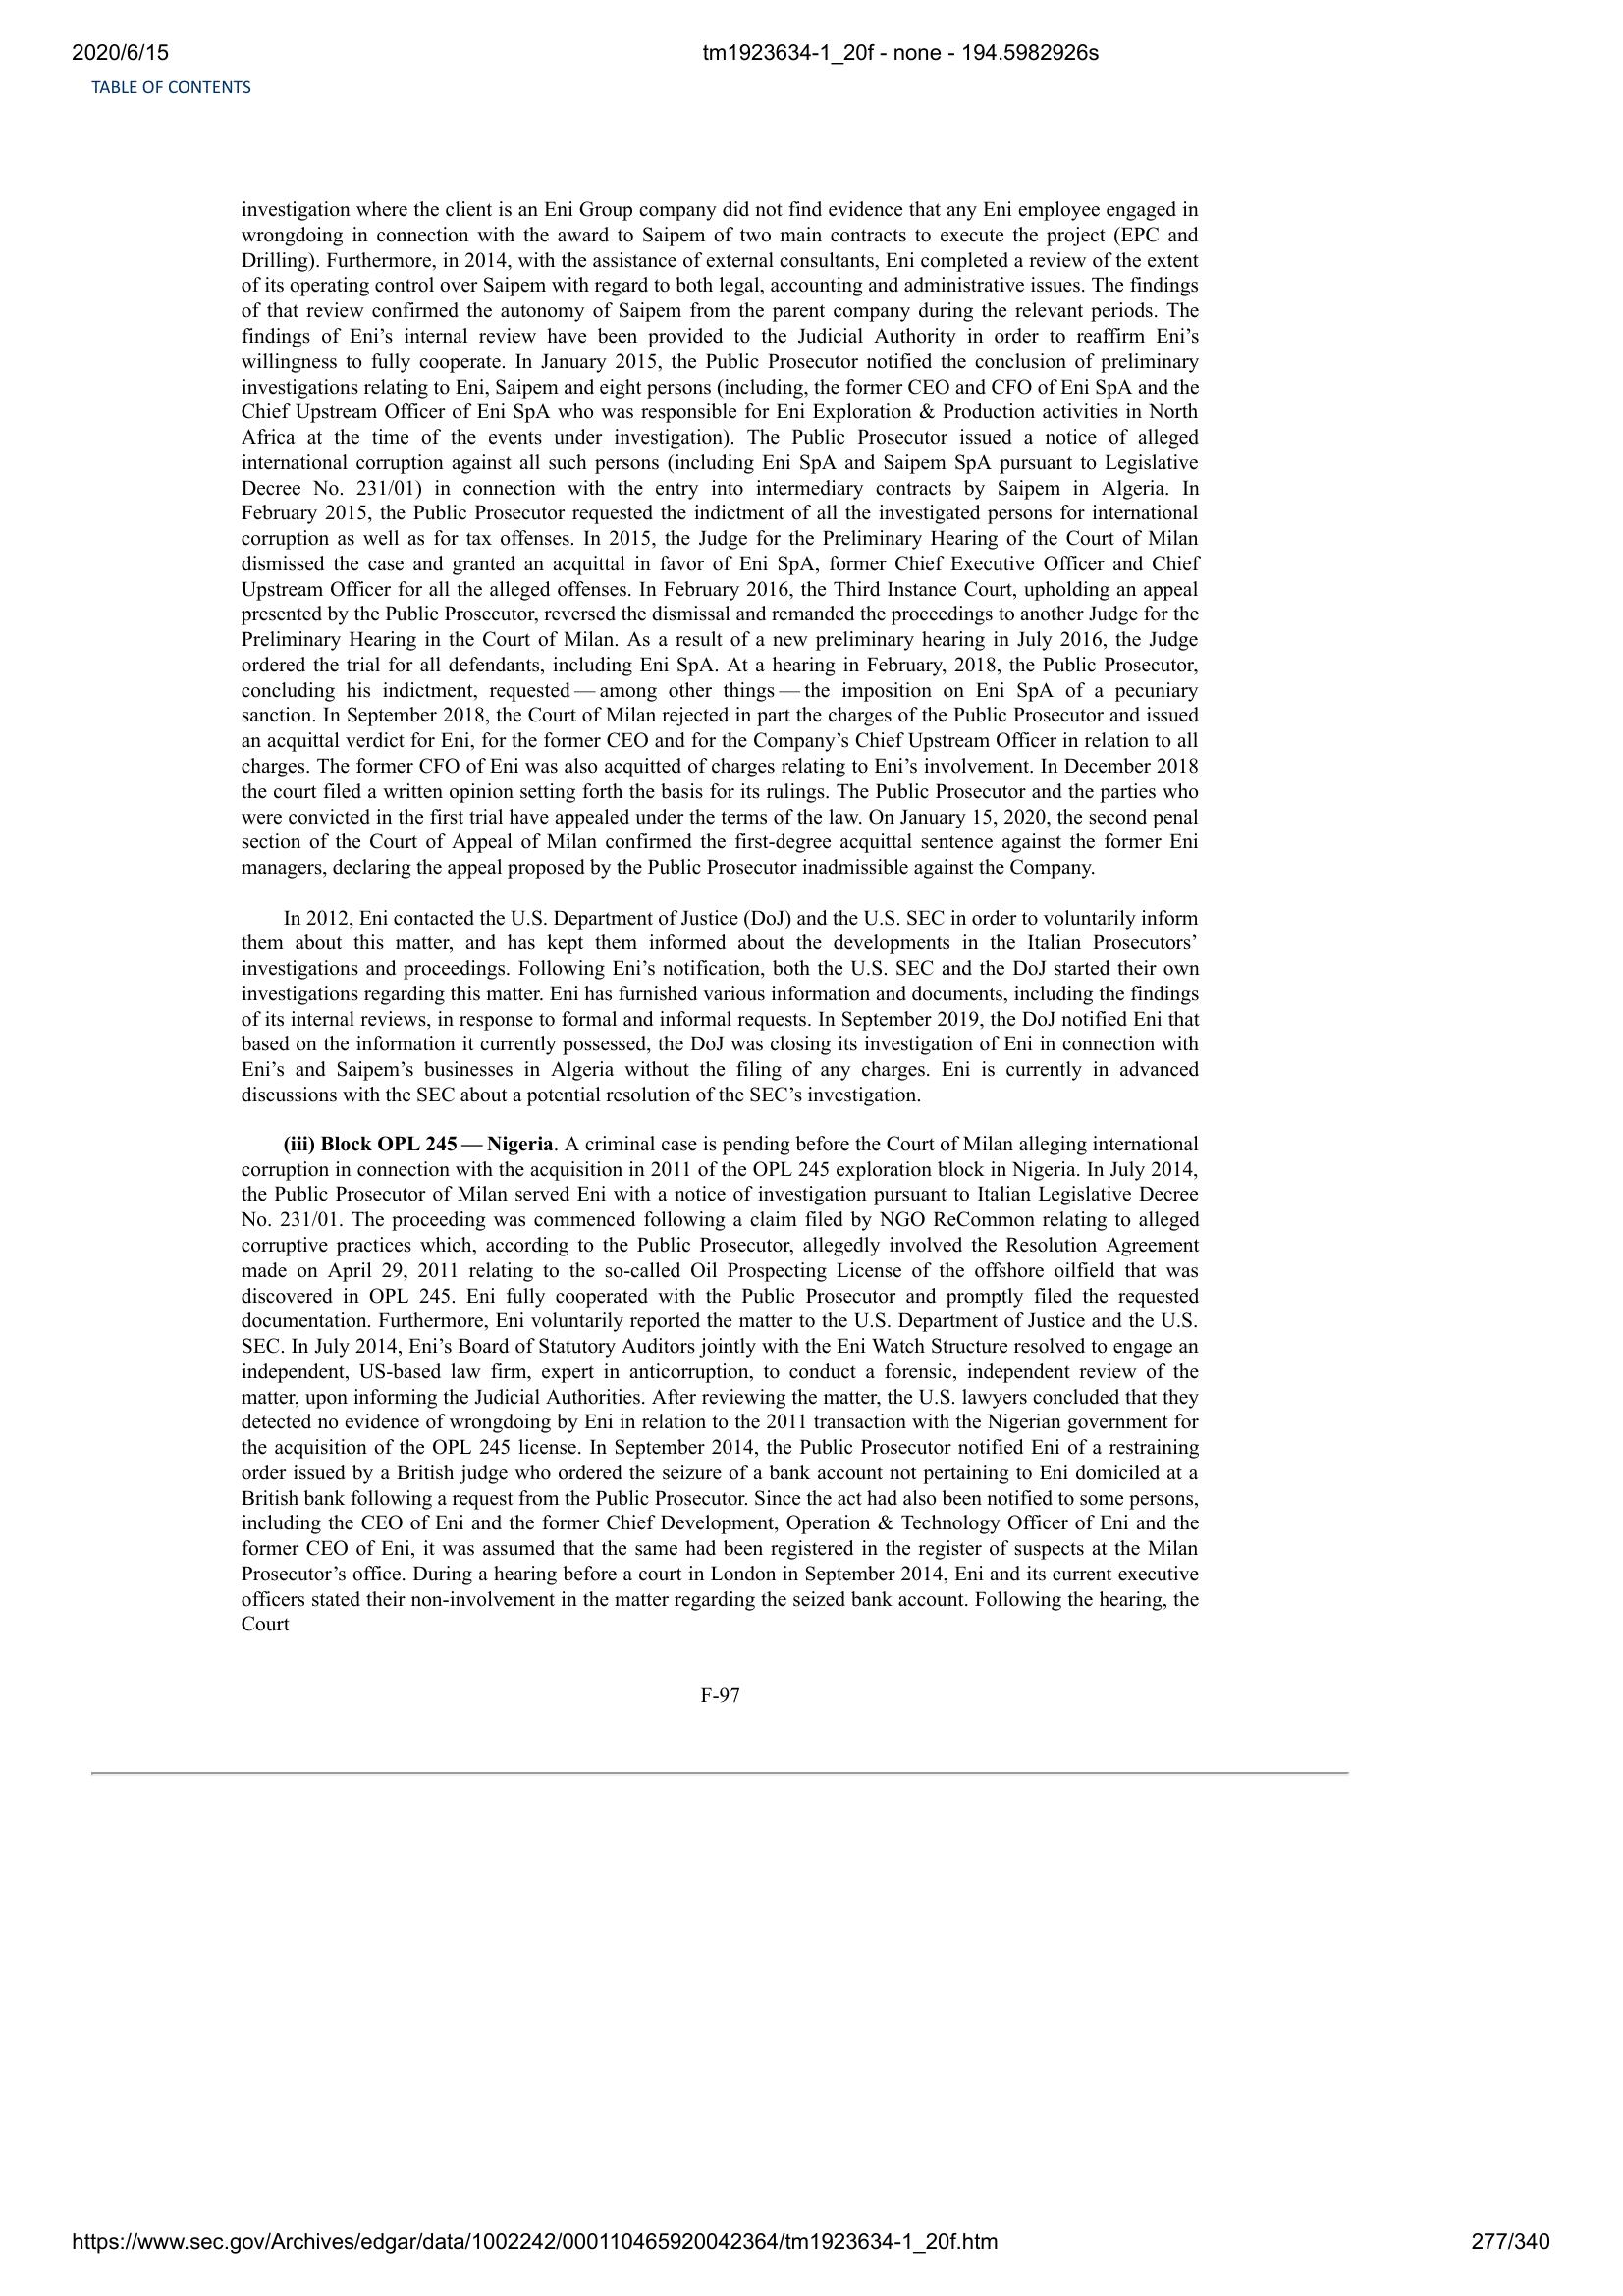 2020/6/15
tm1923634-1_20f - none - 194.5982926s
TABLE OF CONTENTS
investigation where the client is an Eni Group company did not find evidence that any Eni employee engaged in
wrongdoing in connection with the award to Saipem of two main contracts to execute the project (EPC and
Drilling). Furthermore, in 2014, with the assistance of external consultants, Eni completed a review of the extent
of its operating control over Saipem with regard to both legal, accounting and administrative issues. The findings
of that review confirmed the autonomy of Saipem from the parent company during the relevant periods. The
findings of Eni’s internal review have been provided to the Judicial Authority in order to reaffirm Eni’s
willingness to fully cooperate. In January 2015, the Public Prosecutor notified the conclusion of preliminary
investigations relating to Eni, Saipem and eight persons (including, the former CEO and CFO of Eni SpA and the
Chief Upstream Officer of Eni SpA who was responsible for Eni Exploration & Production activities in North
Africa at the time of the events under investigation). The Public Prosecutor issued a notice of alleged
international corruption against all such persons (including Eni SpA and Saipem SpA pursuant to Legislative
Decree No. 231/01) in connection with the entry into intermediary contracts by Saipem in Algeria. In
February 2015, the Public Prosecutor requested the indictment of all the investigated persons for international
corruption as well as for tax offenses. In 2015, the Judge for the Preliminary Hearing of the Court of Milan
dismissed the case and granted an acquittal in favor of Eni SpA, former Chief Executive Officer and Chief
Upstream Officer for all the alleged offenses. In February 2016, the Third Instance Court, upholding an appeal
presented by the Public Prosecutor, reversed the dismissal and remanded the proceedings to another Judge for the
Preliminary Hearing in the Court of Milan. As a result of a new preliminary hearing in July 2016, the Judge
ordered the trial for all defendants, including Eni SpA. At a hearing in February, 2018, the Public Prosecutor,
concluding his indictment, requested — among other things — the imposition on Eni SpA of a pecuniary
sanction. In September 2018, the Court of Milan rejected in part the charges of the Public Prosecutor and issued
an acquittal verdict for Eni, for the former CEO and for the Company’s Chief Upstream Officer in relation to all
charges. The former CFO of Eni was also acquitted of charges relating to Eni’s involvement. In December 2018
the court filed a written opinion setting forth the basis for its rulings. The Public Prosecutor and the parties who
were convicted in the first trial have appealed under the terms of the law. On January 15, 2020, the second penal
section of the Court of Appeal of Milan confirmed the first-degree acquittal sentence against the former Eni
managers, declaring the appeal proposed by the Public Prosecutor inadmissible against the Company.
In 2012, Eni contacted the U.S. Department of Justice (DoJ) and the U.S. SEC in order to voluntarily inform
them about this matter, and has kept them informed about the developments in the Italian Prosecutors’
investigations and proceedings. Following Eni’s notification, both the U.S. SEC and the DoJ started their own
investigations regarding this matter. Eni has furnished various information and documents, including the findings
of its internal reviews, in response to formal and informal requests. In September 2019, the DoJ notified Eni that
based on the information it currently possessed, the DoJ was closing its investigation of Eni in connection with
Eni’s and Saipem’s businesses in Algeria without the filing of any charges. Eni is currently in advanced
discussions with the SEC about a potential resolution of the SEC’s investigation.
(iii) Block OPL 245 — Nigeria. A criminal case is pending before the Court of Milan alleging international
corruption in connection with the acquisition in 2011 of the OPL 245 exploration block in Nigeria. In July 2014,
the Public Prosecutor of Milan served Eni with a notice of investigation pursuant to Italian Legislative Decree
No. 231/01. The proceeding was commenced following a claim filed by NGO ReCommon relating to alleged
corruptive practices which, according to the Public Prosecutor, allegedly involved the Resolution Agreement
made on April 29, 2011 relating to the so-called Oil Prospecting License of the offshore oilfield that was
discovered in OPL 245. Eni fully cooperated with the Public Prosecutor and promptly filed the requested
documentation. Furthermore, Eni voluntarily reported the matter to the U.S. Department of Justice and the U.S.
SEC. In July 2014, Eni’s Board of Statutory Auditors jointly with the Eni Watch Structure resolved to engage an
independent, US-based law firm, expert in anticorruption, to conduct a forensic, independent review of the
matter, upon informing the Judicial Authorities. After reviewing the matter, the U.S. lawyers concluded that they
detected no evidence of wrongdoing by Eni in relation to the 2011 transaction with the Nigerian government for
the acquisition of the OPL 245 license. In September 2014, the Public Prosecutor notified Eni of a restraining
order issued by a British judge who ordered the seizure of a bank account not pertaining to Eni domiciled at a
British bank following a request from the Public Prosecutor. Since the act had also been notified to some persons,
including the CEO of Eni and the former Chief Development, Operation & Technology Officer of Eni and the
former CEO of Eni, it was assumed that the same had been registered in the register of suspects at the Milan
Prosecutor’s office. During a hearing before a court in London in September 2014, Eni and its current executive
officers stated their non-involvement in the matter regarding the seized bank account. Following the hearing, the
Court
F-97
https://www.sec.gov/Archives/edgar/data/1002242/000110465920042364/tm1923634-1_20f.htm
277/340